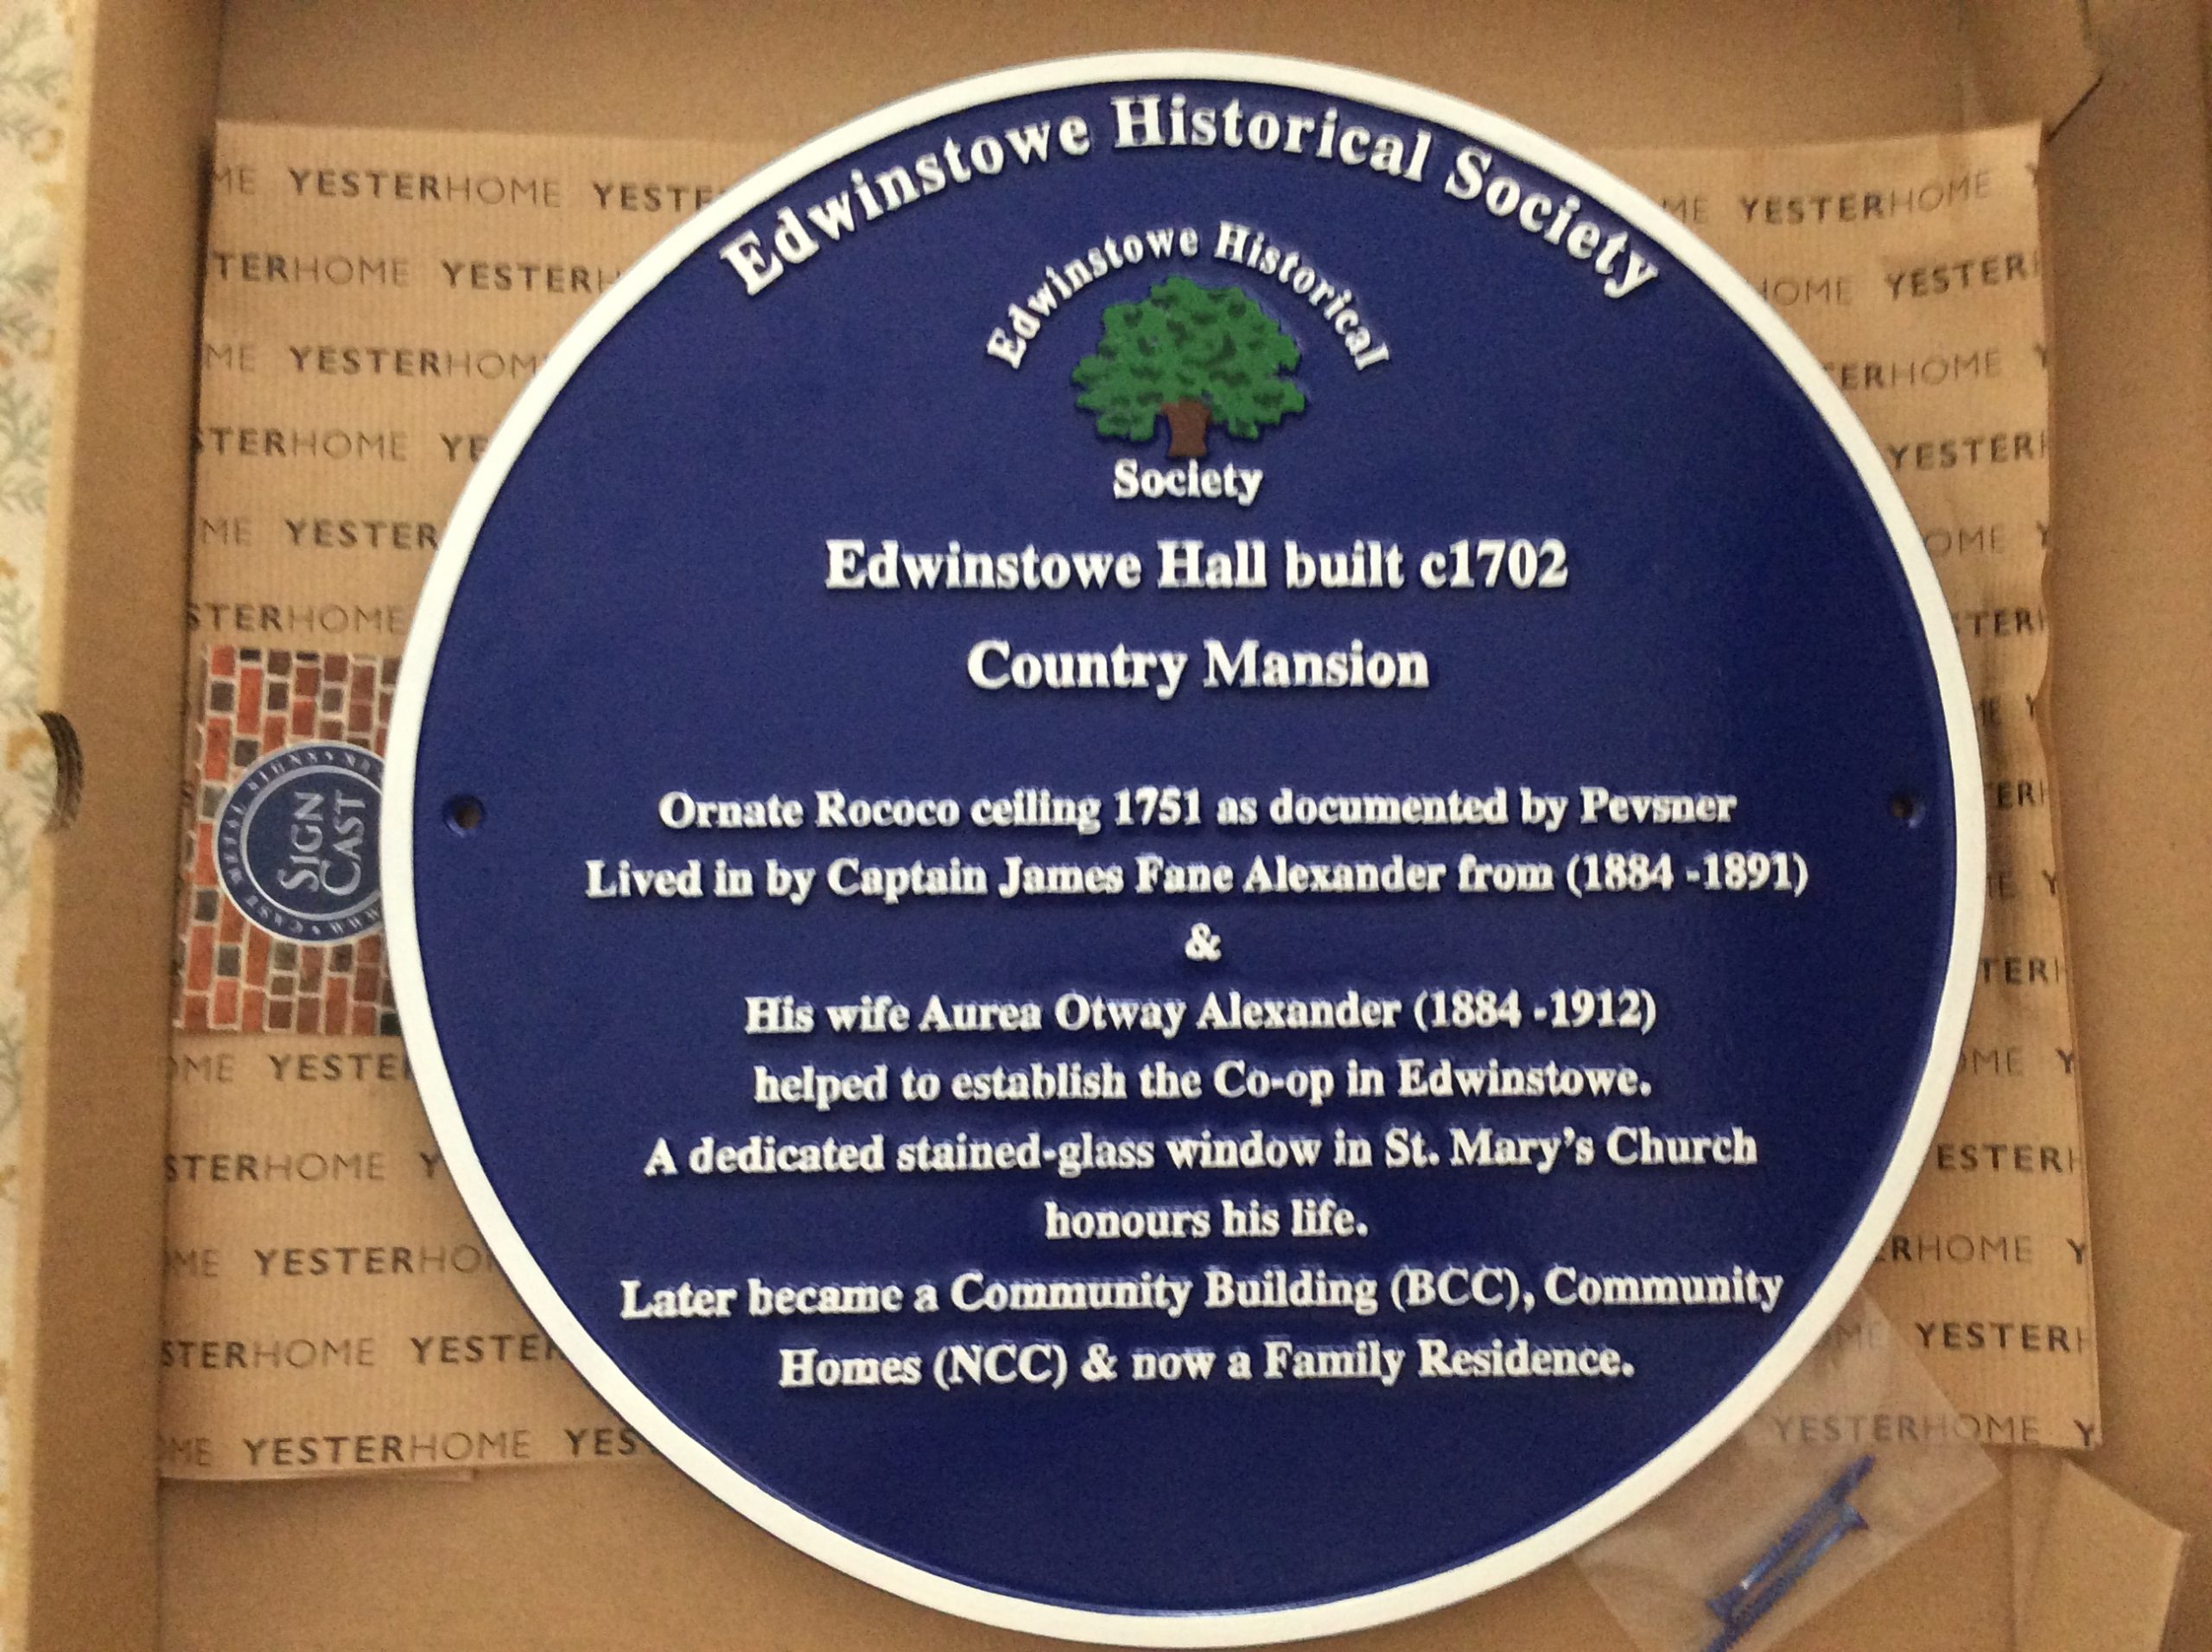 Edwinstowe Historical Society
Edwinstowe Historical
Society
Edwinstowe Hall built c1702
Country Mansion
Ornate Rococo ceiling 1751 as documented by Pevsner
Lived in by Captain James Fane Alexander from (1884 -1891)
&
His wife Aurea Otway Alexander (1884 -1912)
helped to establish the Co-op in Edwinstowe.
A dedicated stained-glass window in St. Mary's Church
honours his life.
Later became a Community Building (BCC), Community
Homes (NCC) & now a Family Residence.
SIGN
CAST
YESTERHOME